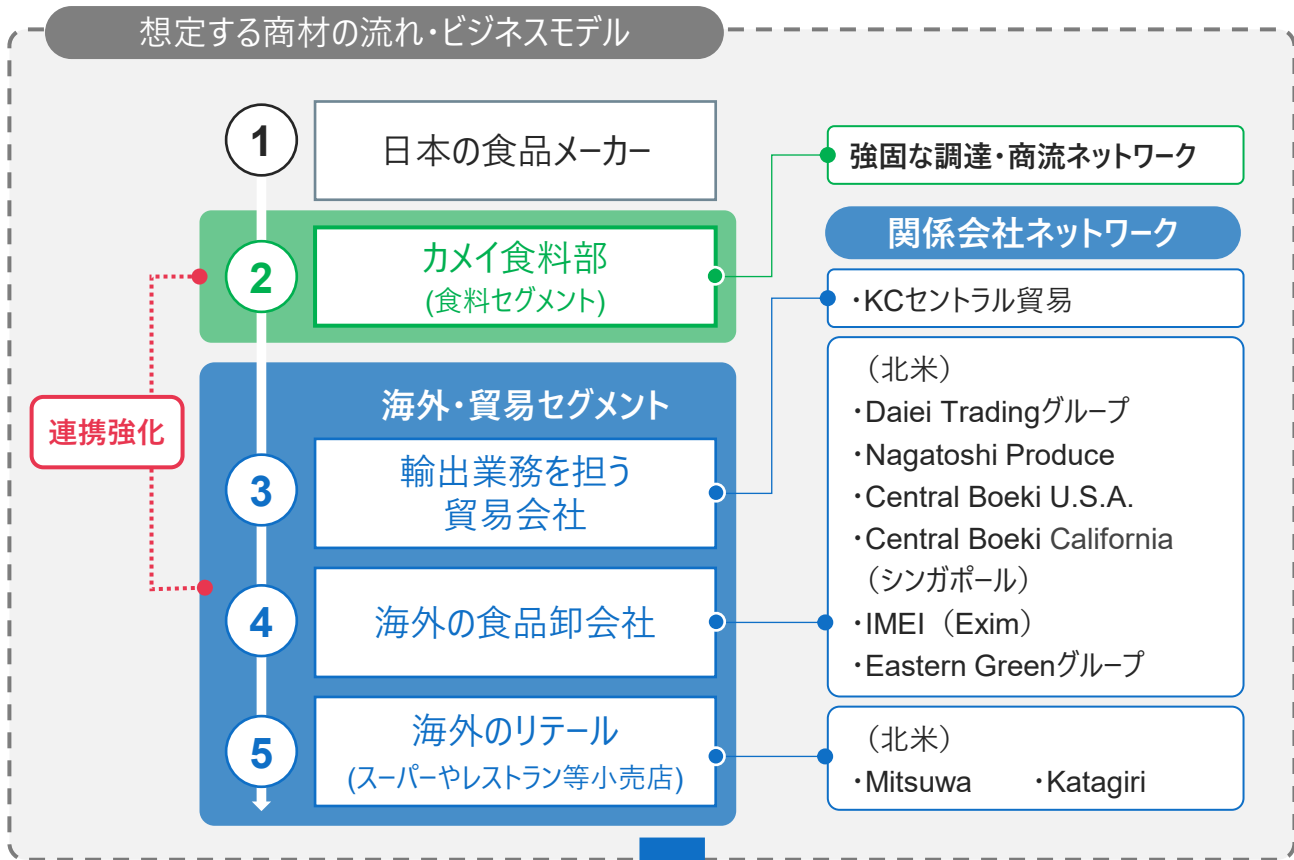 想定する商材の流れ・ビジネスモデル
1
日本の食品メーカー
強固な調達・商流ネットワーク
2
カメイ食料部
(食料セグメント)
関係会社ネットワーク
・KCセントラル貿易
連携強化
海外・貿易セグメント
3
輸出業務を担う
貿易会社
4
海外の食品卸会社
(北米)
・Daiei Tradingグループ
・Nagatoshi Produce
・Central Boeki U.S.A.
・Central Boeki California
(シンガポール)
・IMEI(Exim)
・Eastern Greenグループ
5
海外のリテール
(スーパーやレストラン等小売店)
(北米)
・Mitsuwa ・Katagiri